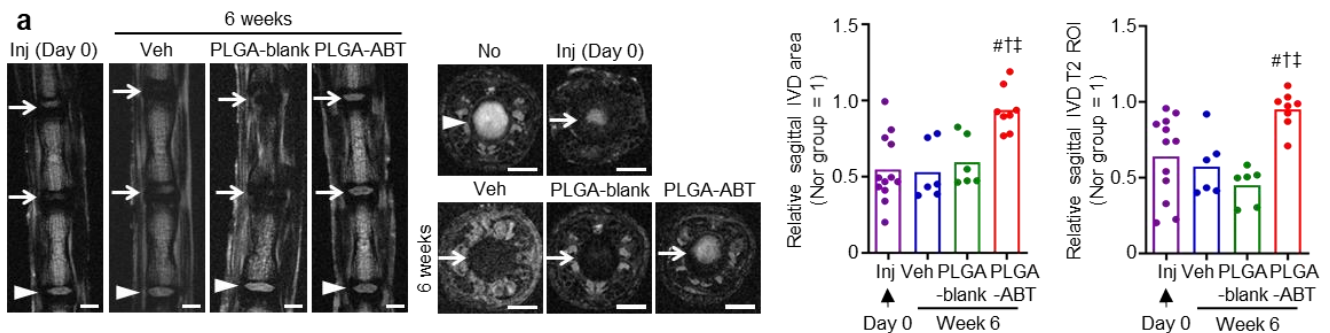 a
6 weeks
Inj (Day 0) Veh PLGA-blank PLGA-ABT
No Inj (Day 0)
6 weeks
Veh PLGA-blank PLGA-ABT
Relative sagittal IVD area
(Nor group = 1)
1.5
1.0
0.5
0
#†‡
Inj Veh PLGA PLGA
-blank -ABT
Day 0 Week 6
Relative sagittal IVD T2 ROI
(Nor group = 1)
1.5
1.0
0.5
0
#†‡
Inj Veh PLGA PLGA
-blank -ABT
Day 0 Week 6